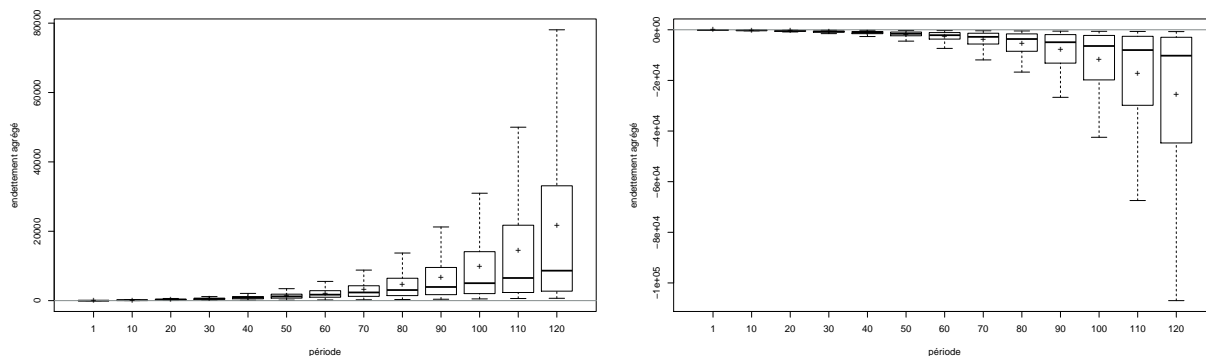 80000
60000
40000
20000
0
endettement agrégé
1 10 20 30 40 50 60 70 80 90 100 110 120
période
0e+00
−2e+04
−4e+04
−6e+04
−8e+04
−1e+05
endettement agrégé
1 10 20 30 40 50 60 70 80 90 100 110 120
période